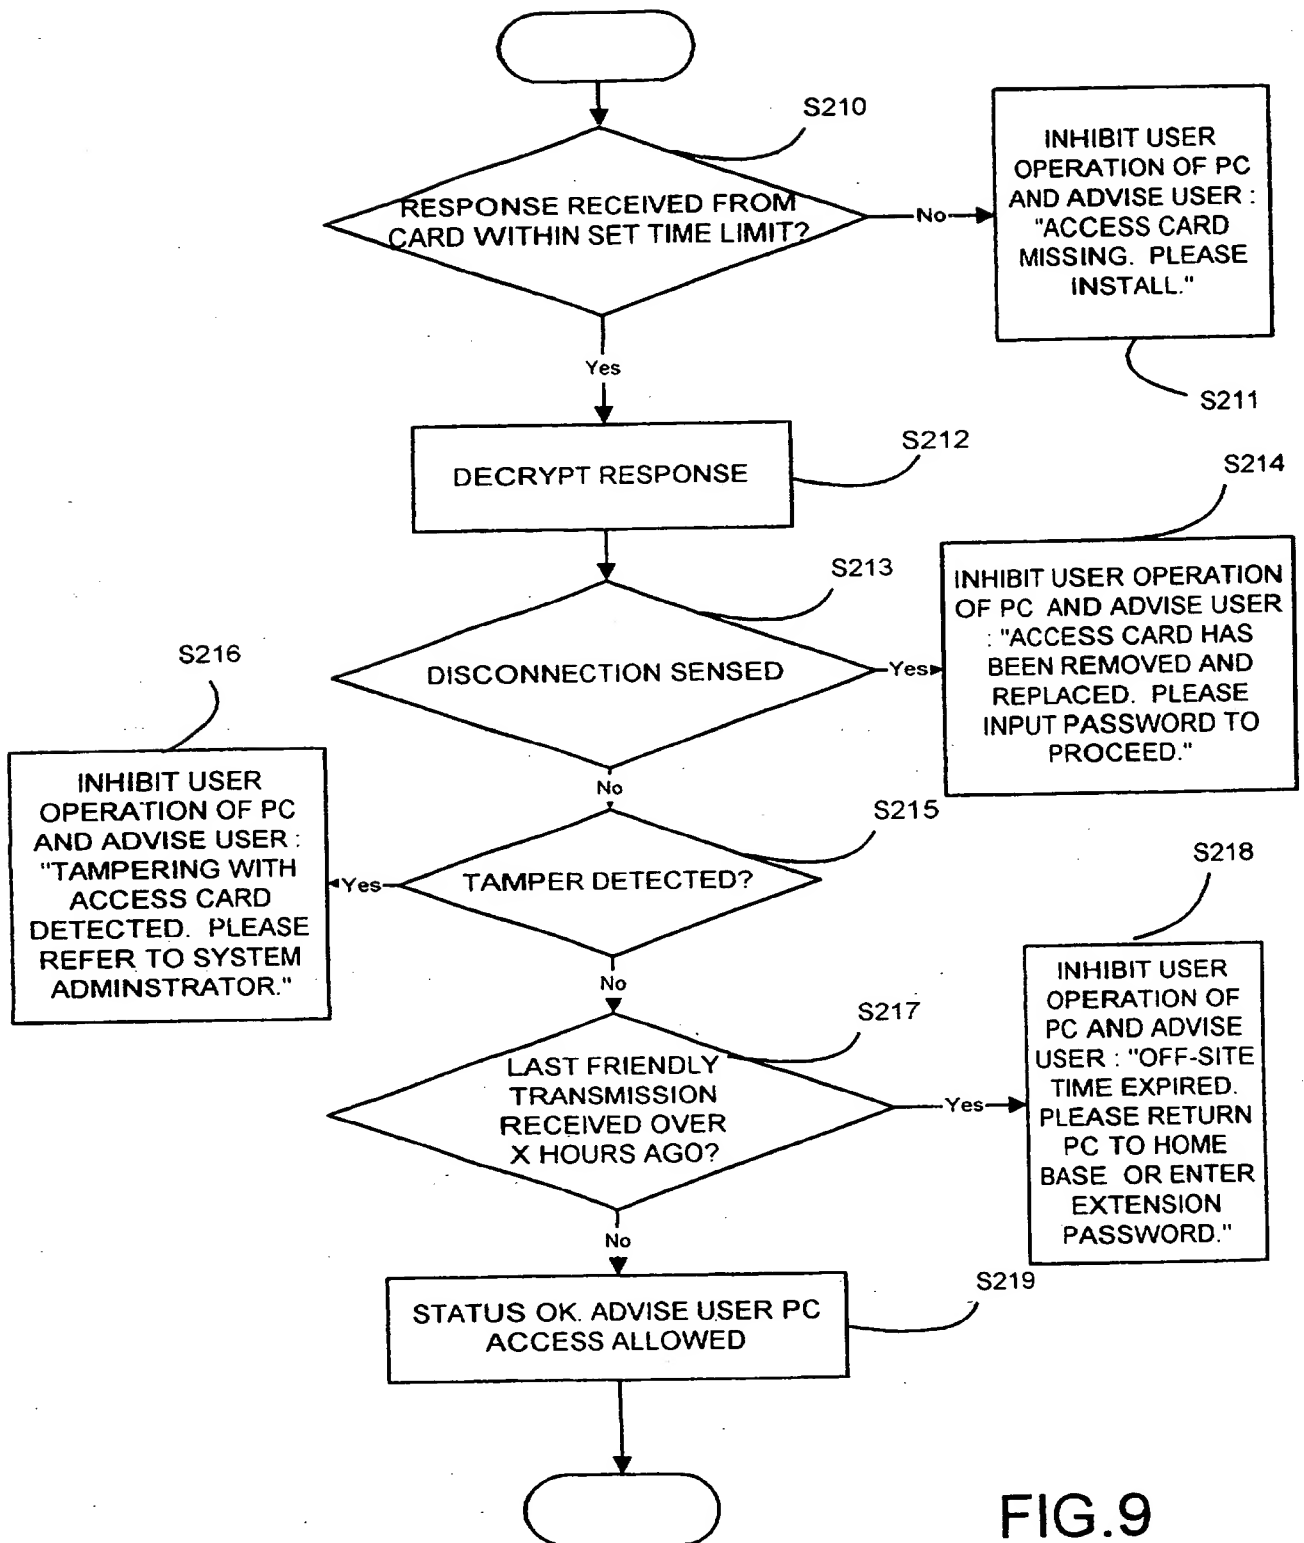 S210
RESPONSE RECEIVED FROM
CARD WITHIN SET TIME LIMIT?
No
INHIBIT USER
OPERATION OF PC
AND ADVISE USER :
"ACCESS CARD
MISSING. PLEASE
INSTALL."
S211
Yes
S212
DECRYPT RESPONSE
S213
DISCONNECTION SENSED
Yes
S214
INHIBIT USER OPERATION
OF PC AND ADVISE USER
: "ACCESS CARD HAS
BEEN REMOVED AND
REPLACED. PLEASE
INPUT PASSWORD TO
PROCEED."
No
S215
TAMPER DETECTED?
Yes
S216
INHIBIT USER
OPERATION OF PC
AND ADVISE USER :
"TAMPERING WITH
ACCESS CARD
DETECTED. PLEASE
REFER TO SYSTEM
ADMINSTRATOR."
No
S217
LAST FRIENDLY
TRANSMISSION
RECEIVED OVER
X HOURS AGO?
Yes
S218
INHIBIT USER
OPERATION OF
PC AND ADVISE
USER : "OFF-SITE
TIME EXPIRED.
PLEASE RETURN
PC TO HOME
BASE OR ENTER
EXTENSION
PASSWORD."
No
S219
STATUS OK. ADVISE USER PC
ACCESS ALLOWED
FIG.9